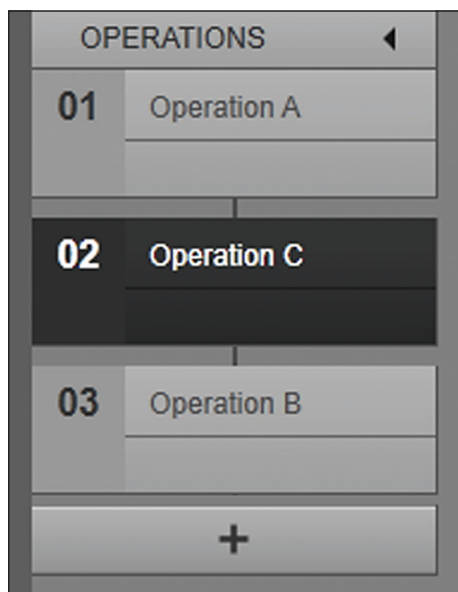 OPERATIONS
01 Operation A
02 Operation C
03 Operation B
+